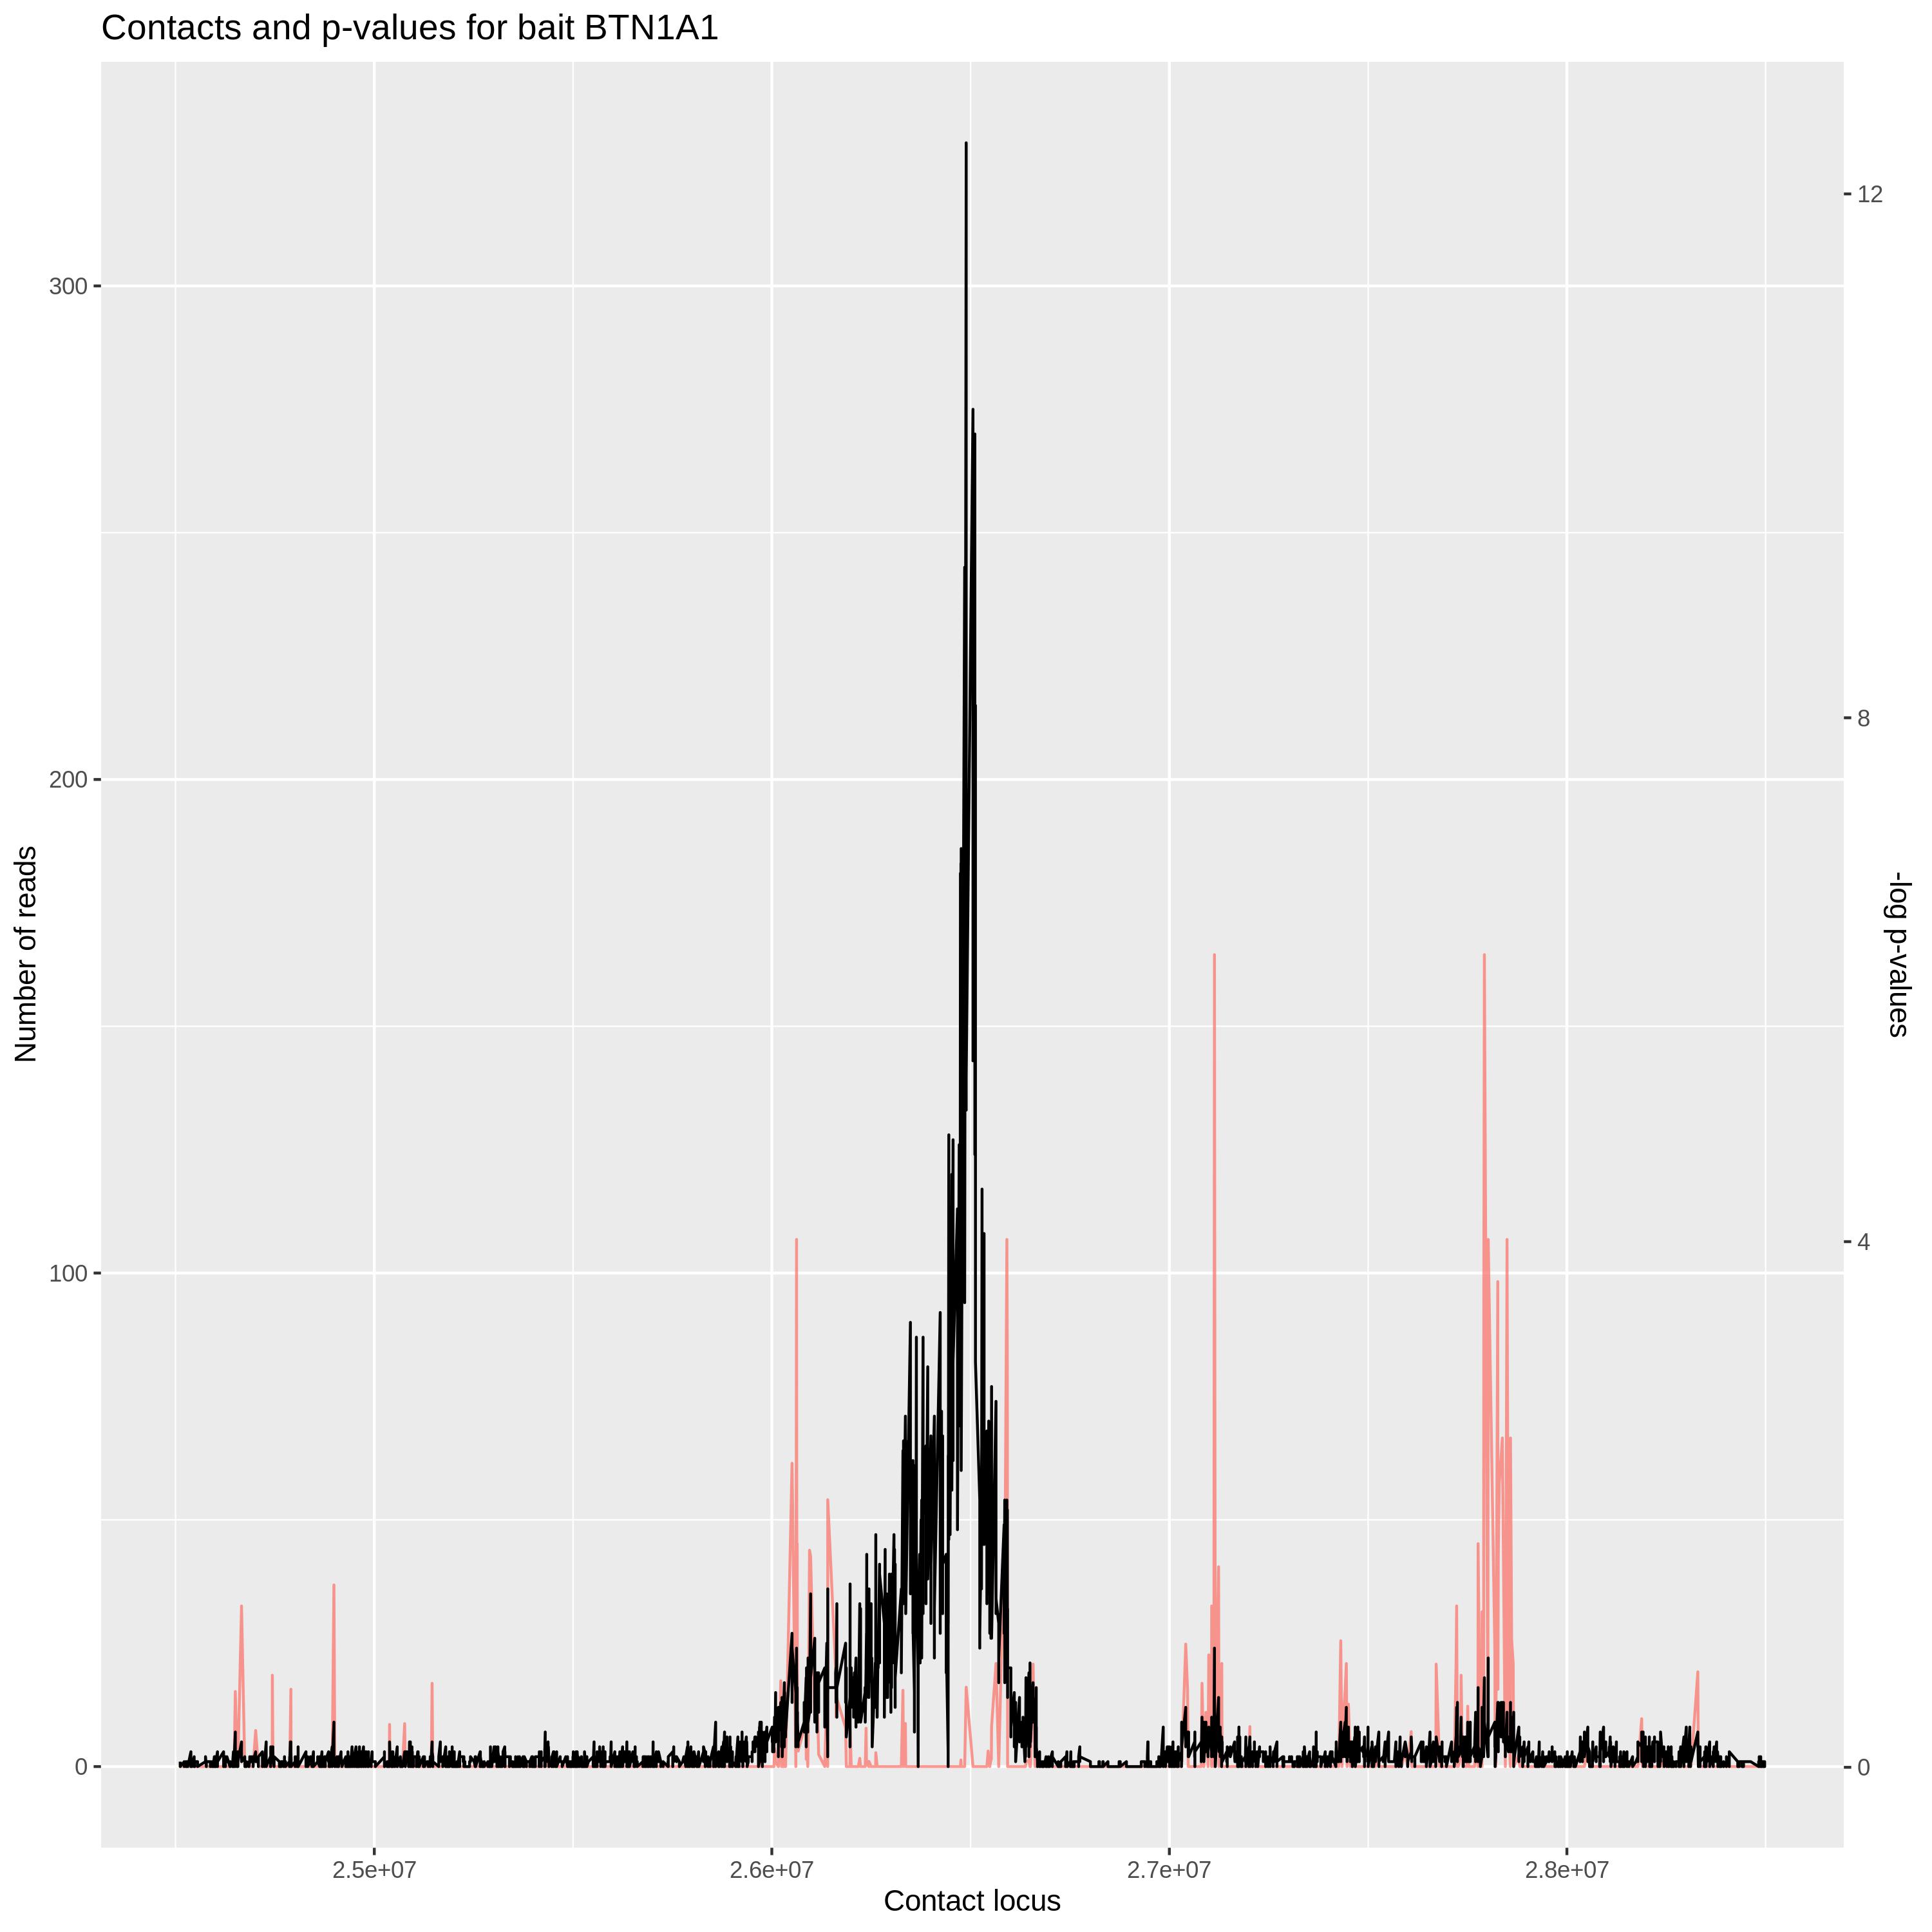 Contacts and p-values for bait BTN1A1
300
200
100
0
Number of reads
12
8
4
0
-log p-values
2.5e+07 2.6e+07 2.7e+07 2.8e+07
Contact locus